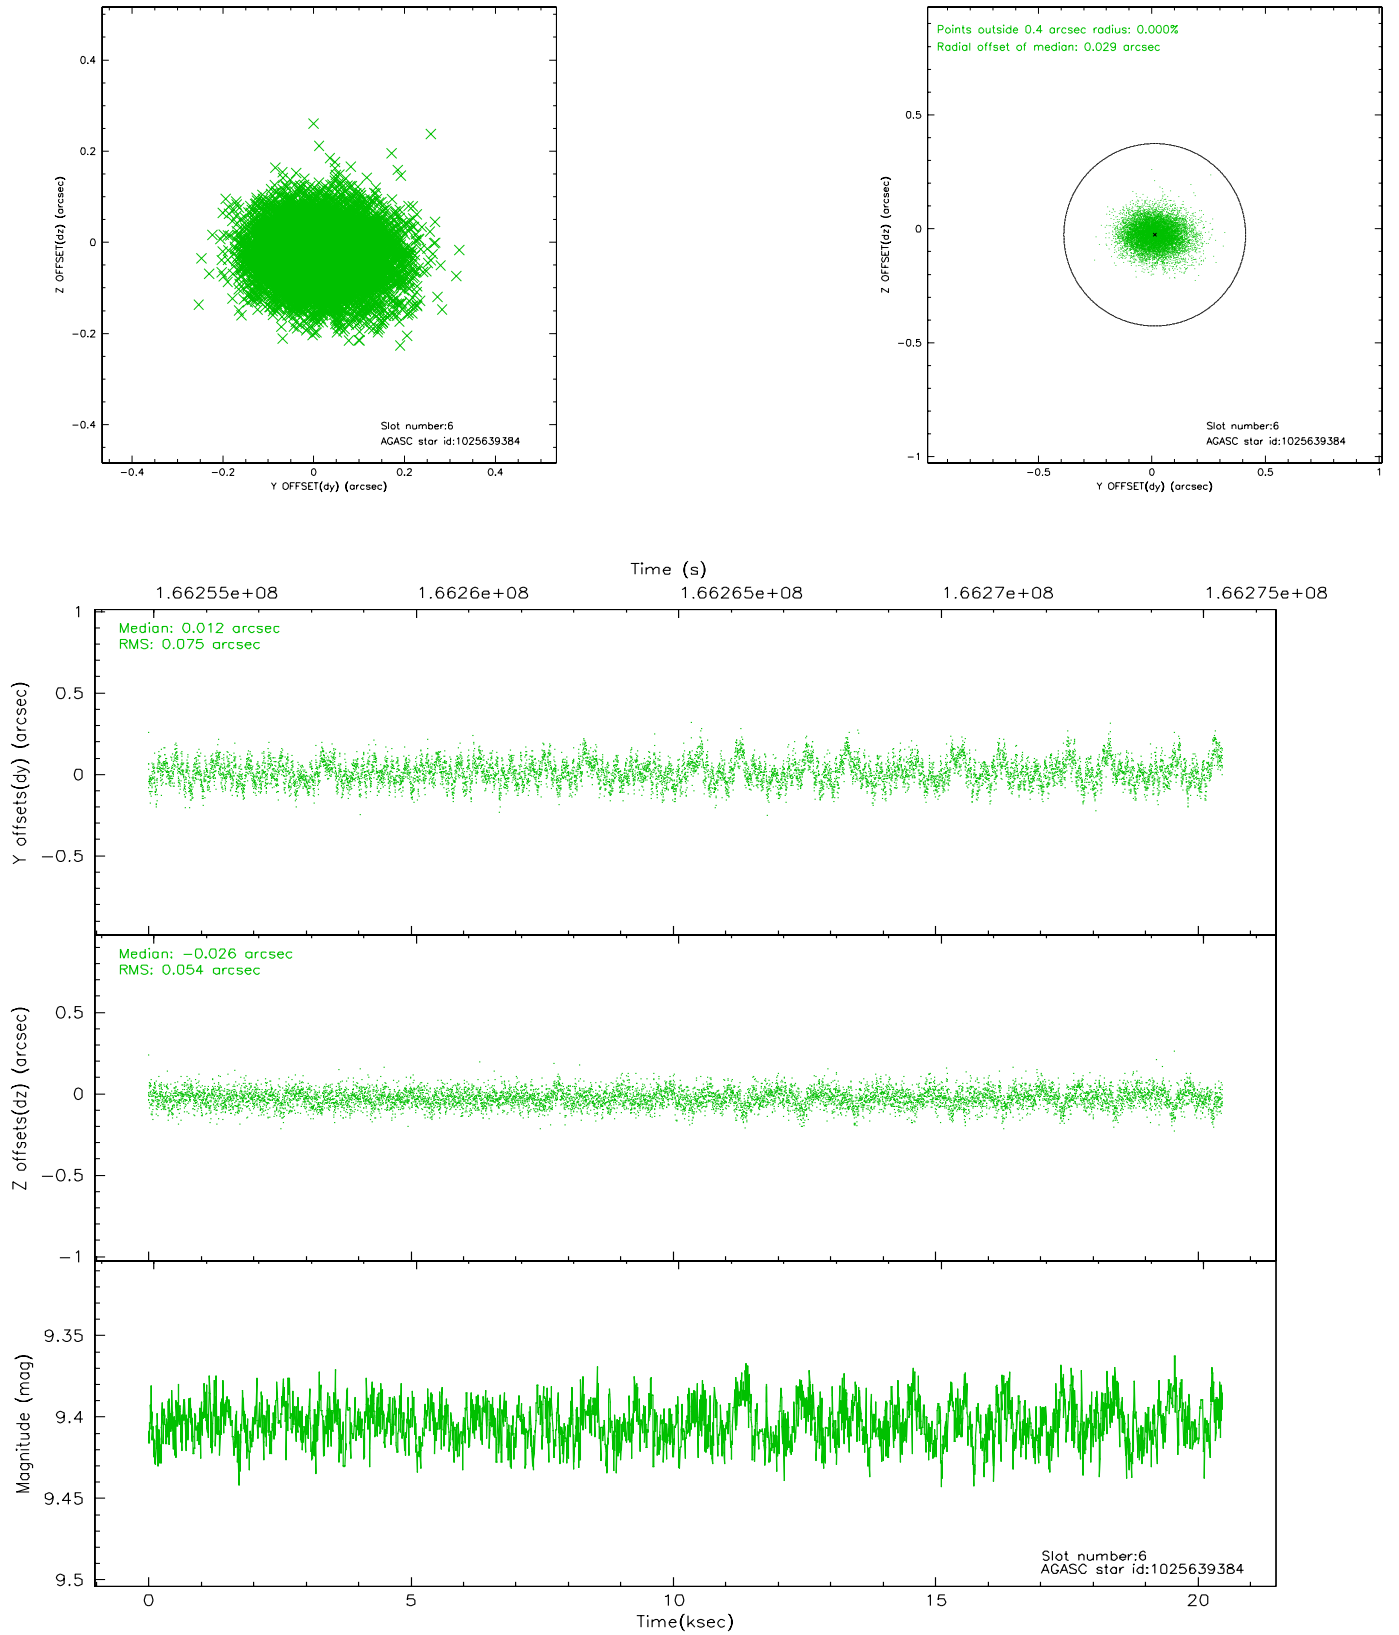 0.4
0.2
0
−0.2
−0.4
Z OFFSET(dz) (arcsec)
−0.4
−0.2
0
0.2
0.4
Y OFFSET(dy) (arcsec)
Slot number:6
AGASC star id:1025639384
Points outside 0.4 arcsec radius: 0.000%
Radial offset of median: 0.029 arcsec
0.5
0
−0.5
−1
Z OFFSET(dz) (arcsec)
−0.5
0
0.5
1
Y OFFSET(dy) (arcsec)
Slot number:6
AGASC star id:1025639384
Time (s)
1.66255e+08
1.6626e+08
1.66265e+08
1.6627e+08
1.66275e+08
Median: 0.012 arcsec
RMS: 0.075 arcsec
1
0.5
0
−0.5
Y offsets(dy) (arcsec)
Median: −0.026 arcsec
RMS: 0.054 arcsec
0.5
0
−0.5
−1
Z offsets(dz) (arcsec)
9.35
9.4
9.45
9.5
Magnitude (mag)
Slot number:6
AGASC star id:1025639384
0
5
10
15
20
Time(ksec)